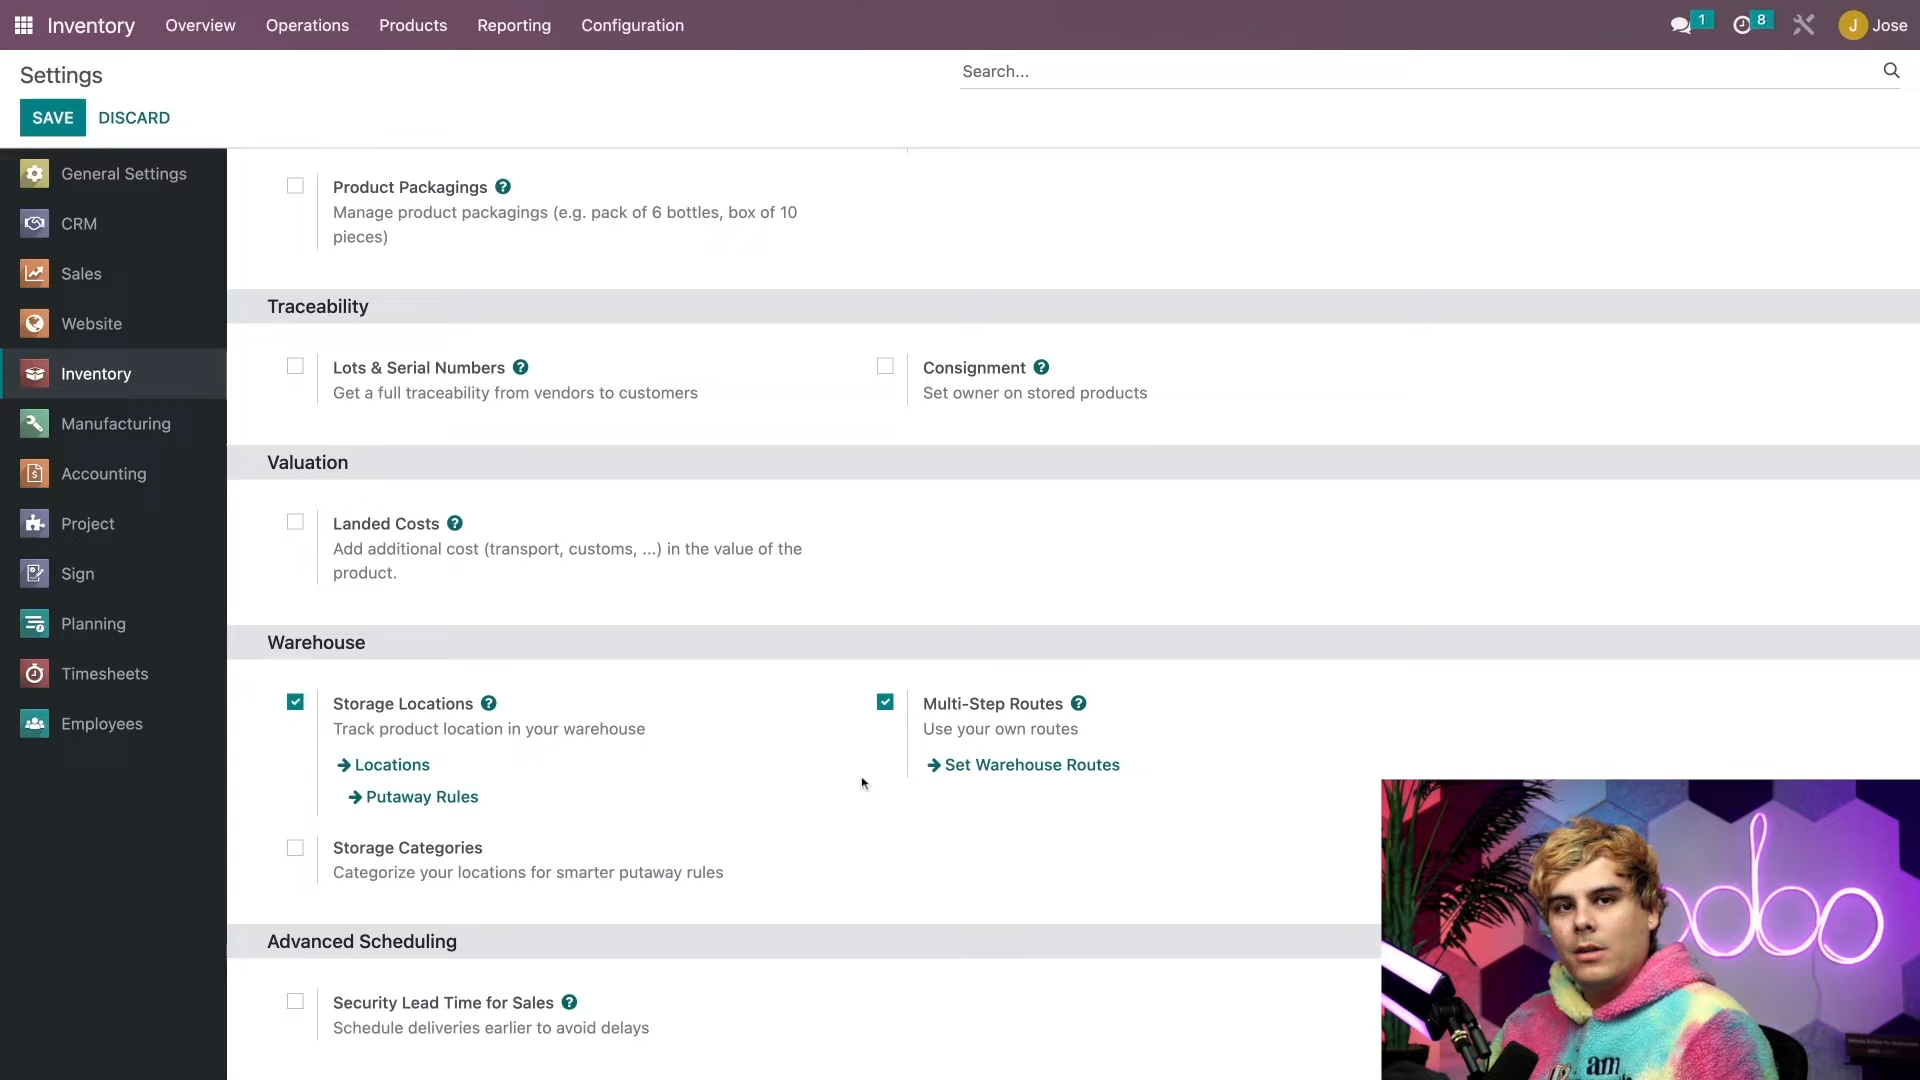 Inventory Overview Operations Products Reporting Configuration 1 8 J Jose
Settings Search...
SAVE DISCARD
General Settings
CRM
Sales
Website
Inventory
Manufacturing
Accounting
Project
Sign
Planning
Timesheets
Employees
Product Packagings ?
Manage product packagings (e.g. pack of 6 bottles, box of 10
pieces)
Traceability
Lots & Serial Numbers ?
Get a full traceability from vendors to customers
Consignment ?
Set owner on stored products
Valuation
Landed Costs ?
Add additional cost (transport, customs, ...) in the value of the
product.
Warehouse
Storage Locations ?
Track product location in your warehouse
Locations
Putaway Rules
Multi-Step Routes ?
Use your own routes
Set Warehouse Routes
Storage Categories
Categorize your locations for smarter putaway rules
Advanced Scheduling
Security Lead Time for Sales ?
Schedule deliveries earlier to avoid delays
am